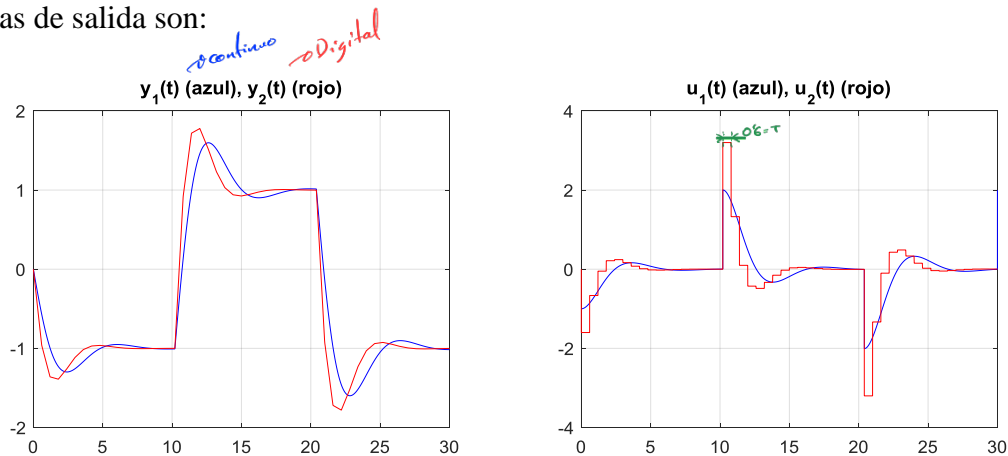 as de salida son:
continuo
Digital
y₁(t) (azul), y₂(t) (rojo)
2
1
0
-1
-2
0 5 10 15 20 25 30
u₁(t) (azul), u₂(t) (rojo)
4
2
0
-2
-4
0 5 10 15 20 25 30